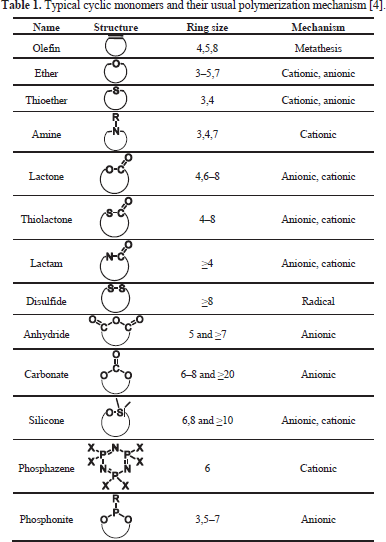 Table 1. Typical cyclic monomers and their usual polymerization mechanism [4].
Name Structure Ring size Mechanism
Olefin 4,5,8 Metathesis
O
Ether 3–5,7 Cationic, anionic
S
Thioether 3,4 Cationic, anionic
R
N
Amine 3,4,7 Cationic
O
O-C
Lactone 4,6–8 Anionic, cationic
O
S-C
Thiolactone 4–8 Anionic, cationic
O
N-C
Lactam ≥4 Anionic, cationic
S-S
Disulfide ≥8 Radical
O C O C O
Anhydride 5 and ≥7 Anionic
O
C
O O
Carbonate 6–8 and ≥20 Anionic
O-Si
Silicone 6,8 and ≥10 Anionic, cationic
X P N P X
X N N X
Phosphazene 6 Cationic
P
X X
R
P
O O
Phosphonite 3,5–7 Anionic